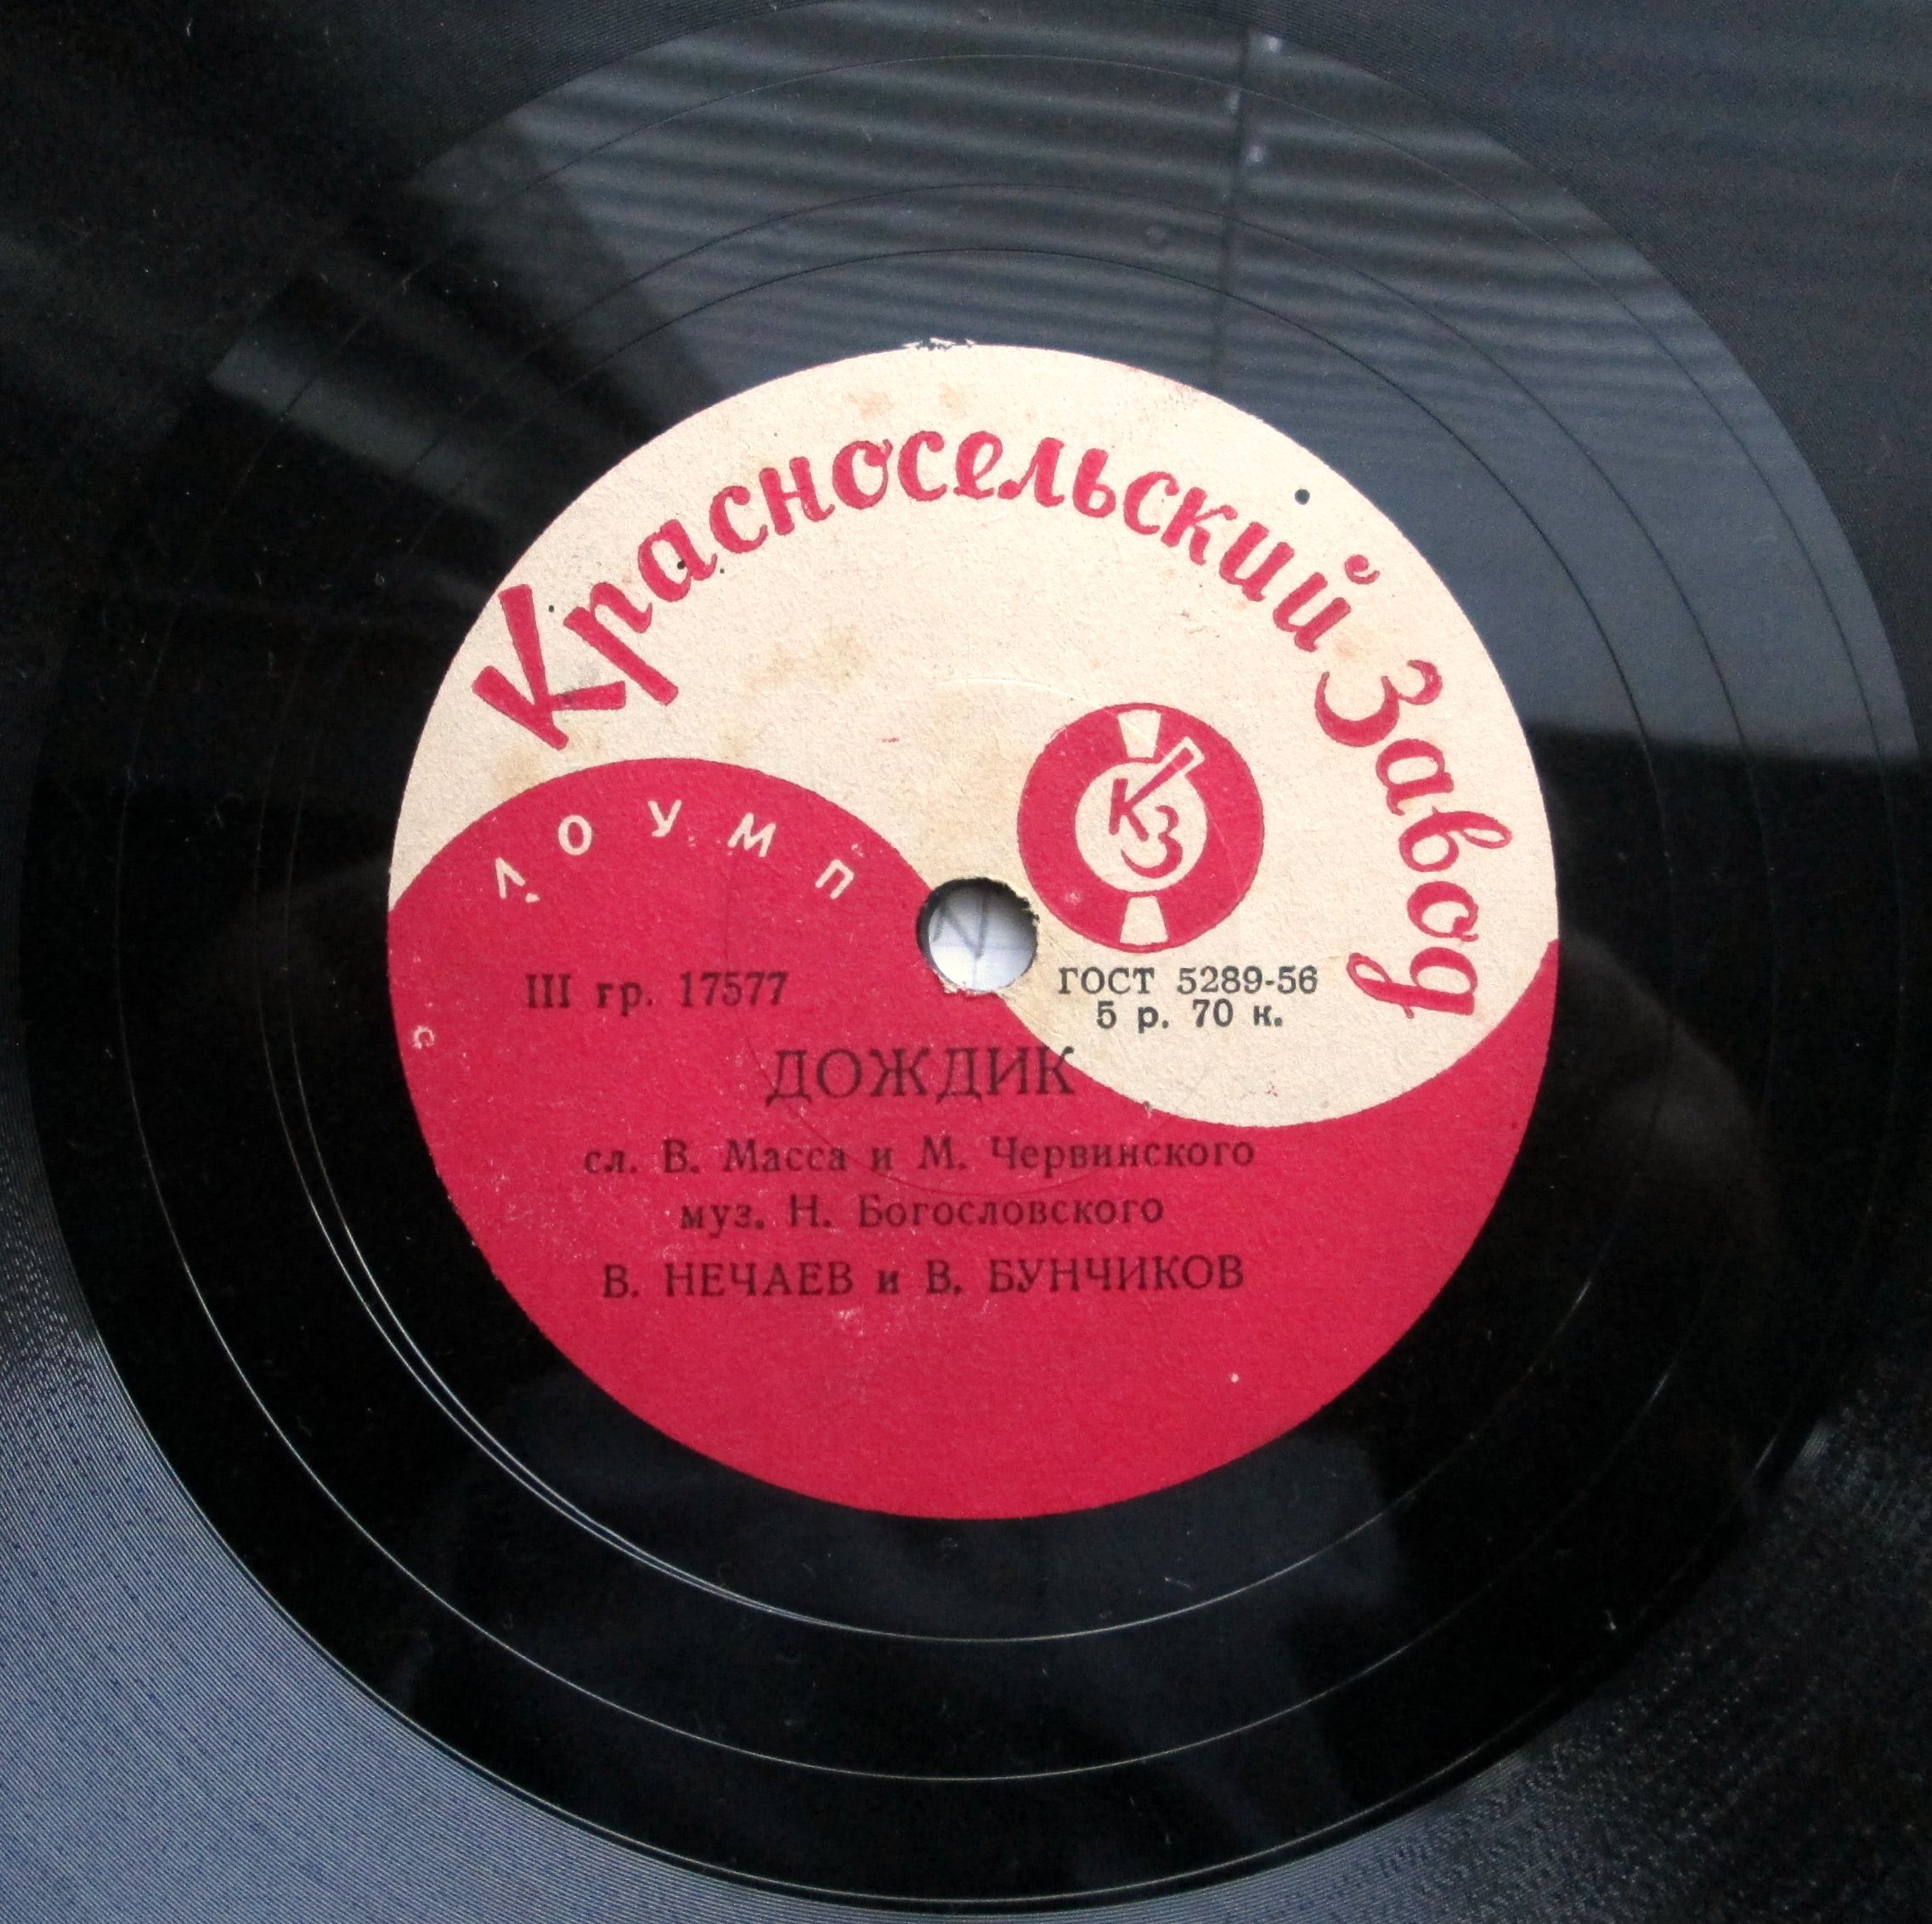 Красносельский Завод
ЛОУМП
КЗ
III гр. 17577
ГОСТ 5289-56
5 р. 70 к.
ДОЖДИК
сл. В. Масса и М. Червинского
муз. Н. Богословского
В. НЕЧАЕВ и В. БУНЧИКОВ